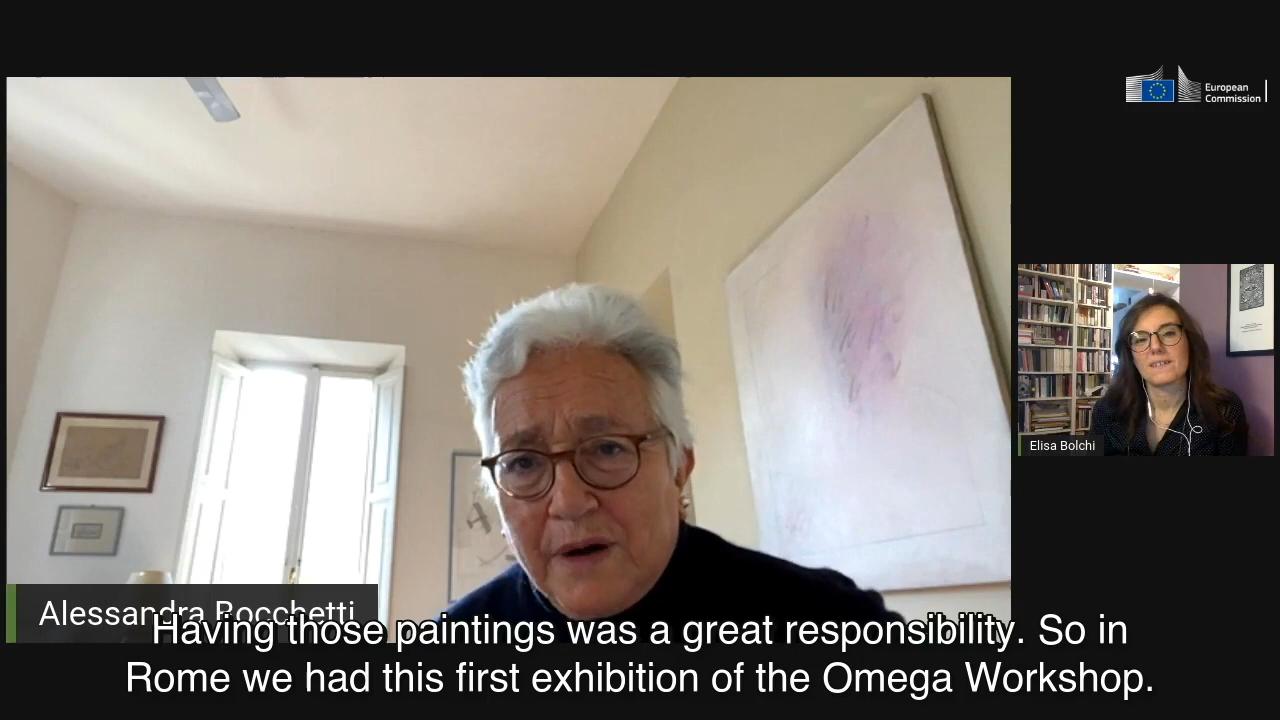 European
Commission
Elisa Bolchi
Alessandra Bocchetti
Having those paintings was a great responsibility. So in
Rome we had this first exhibition of the Omega Workshop.